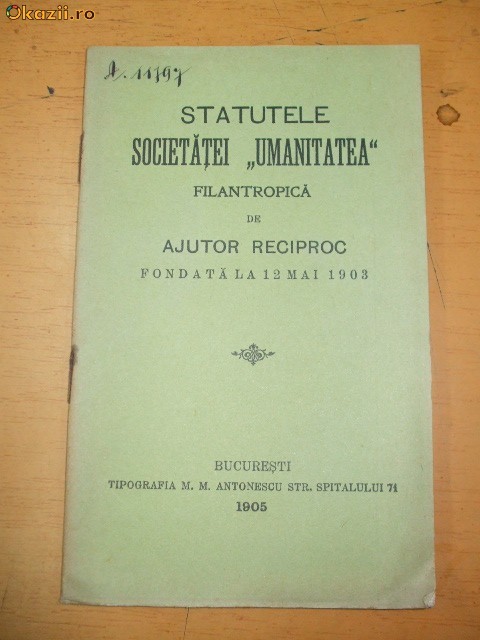 Okazii.ro
A. 11797
STATUTELE
SOCIETĂȚEI „UMANITATEA“
FILANTROPICĂ
DE
AJUTOR RECIPROC
FONDATĂ LA 12 MAI 1903
BUCUREȘTI
TIPOGRAFIA M. M. ANTONESCU STR. SPITALULUI 71
1905